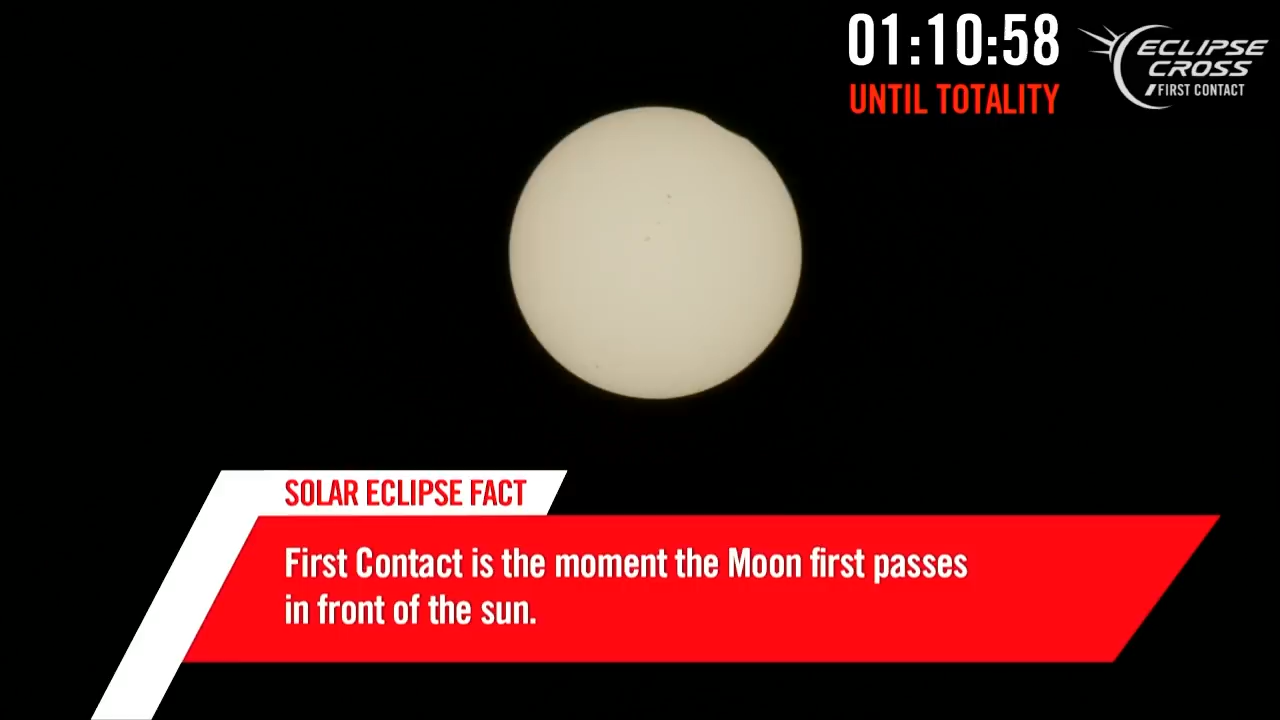 01:10:58
UNTIL TOTALITY
ECLIPSE
CROSS
FIRST CONTACT
SOLAR ECLIPSE FACT
First Contact is the moment the Moon first passes
in front of the sun.